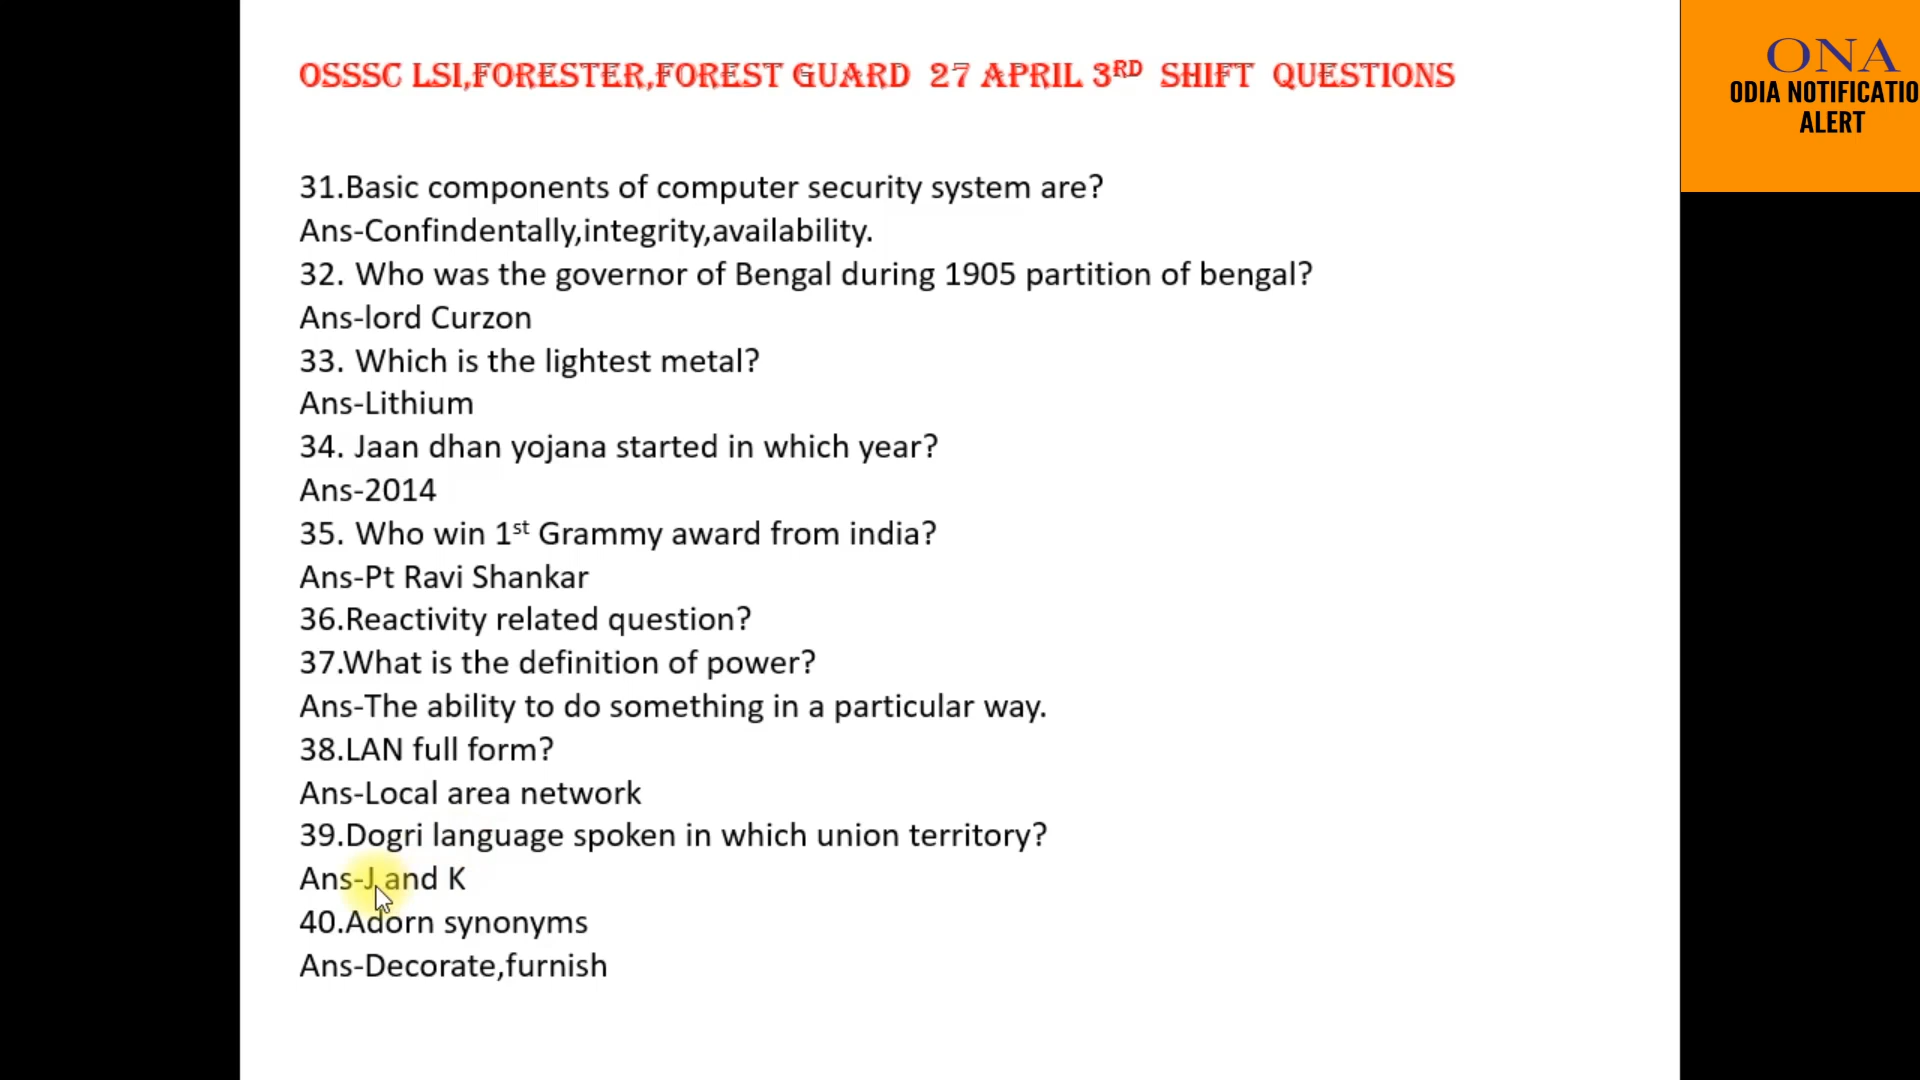 OSSSC LSI,FORESTER,FOREST GUARD 27 APRIL 3RD SHIFT QUESTIONS
ONA
ODIA NOTIFICATIO
ALERT
31.Basic components of computer security system are?
Ans-Confindentally,integrity,availability.
32. Who was the governor of Bengal during 1905 partition of bengal?
Ans-lord Curzon
33. Which is the lightest metal?
Ans-Lithium
34. Jaan dhan yojana started in which year?
Ans-2014
35. Who win 1st Grammy award from india?
Ans-Pt Ravi Shankar
36.Reactivity related question?
37.What is the definition of power?
Ans-The ability to do something in a particular way.
38.LAN full form?
Ans-Local area network
39.Dogri language spoken in which union territory?
Ans-J and K
40.Adorn synonyms
Ans-Decorate,furnish